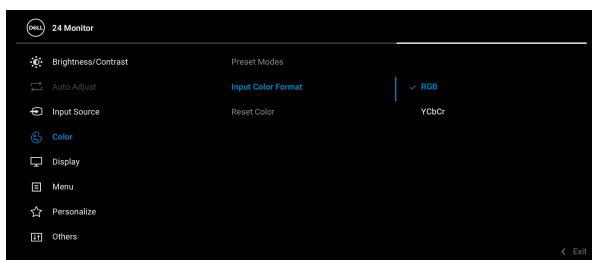 DELL 24 Monitor
Brightness/Contrast Preset Modes
Auto Adjust Input Color Format RGB
Input Source Reset Color YCbCr
Color
Display
Menu
Personalize
Others
Exit